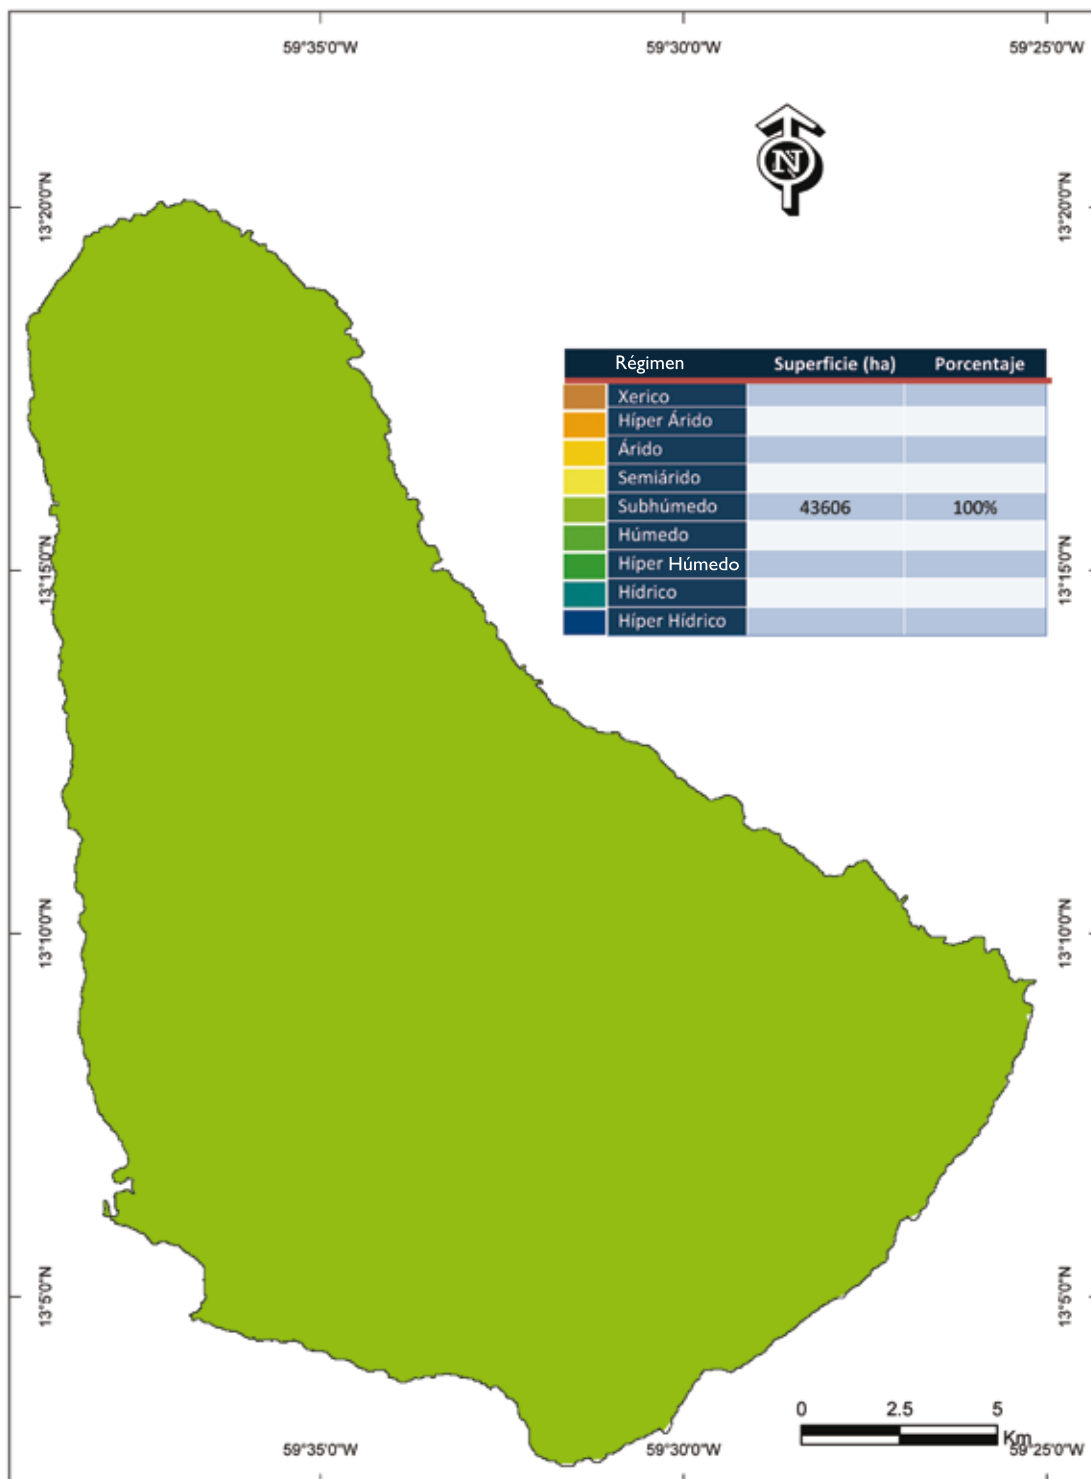 59°35'0"W 59°30'0"W 59°25'0"W
N
13°20'0"N 13°20'0"N
Régimen Superficie (ha) Porcentaje
Xerico
Híper Árido
Árido
Semiárido
Subhúmedo 43606 100%
Húmedo
Híper Húmedo
Hídrico
Híper Hídrico
13°15'0"N 13°15'0"N
13°10'0"N 13°10'0"N
13°5'0"N 13°5'0"N
0 2.5 5
Km
59°35'0"W 59°30'0"W 59°25'0"W